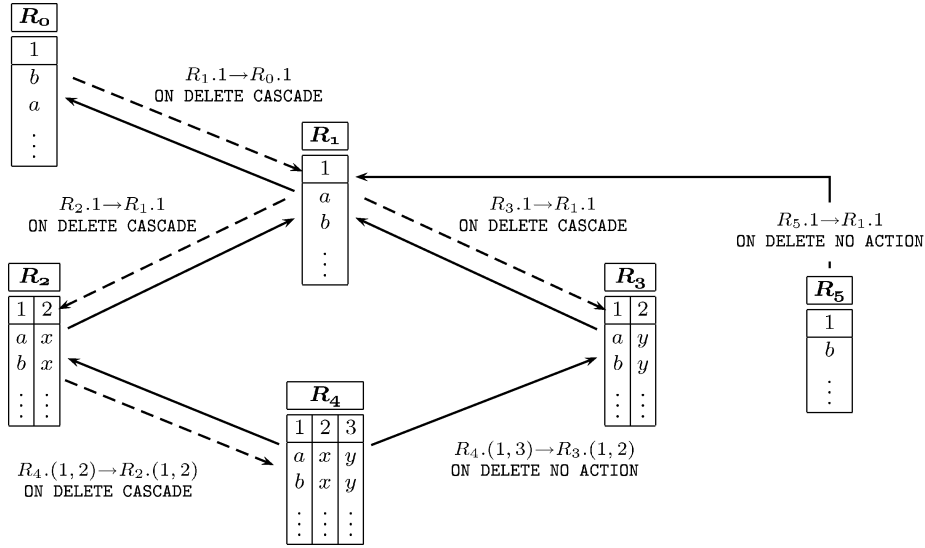 R₀
1
b
a
⋮
R₁.1→R₀.1
ON DELETE CASCADE
R₁
1
a
b
⋮
R₂.1→R₁.1
ON DELETE CASCADE
R₃.1→R₁.1
ON DELETE CASCADE
R₅.1→R₁.1
ON DELETE NO ACTION
R₂
1 2
a x
b x
⋮ ⋮
R₃
1 2
a y
b y
⋮ ⋮
R₅
1
b
⋮
R₄
1 2 3
a x y
b x y
⋮ ⋮ ⋮
R₄.(1, 2)→R₂.(1, 2)
ON DELETE CASCADE
R₄.(1, 3)→R₃.(1, 2)
ON DELETE NO ACTION